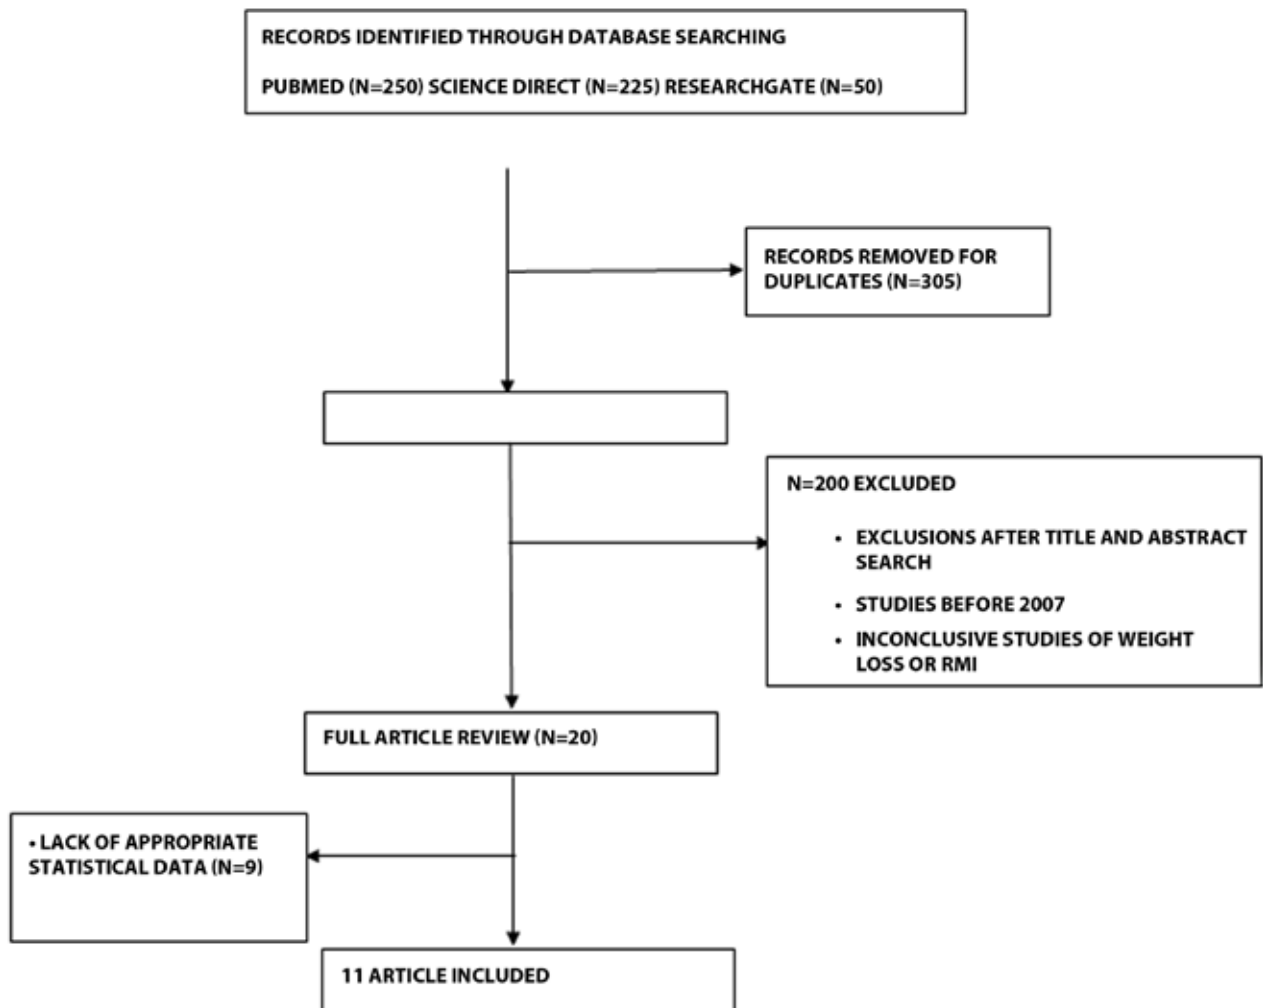 RECORDS IDENTIFIED THROUGH DATABASE SEARCHING
PUBMED (N=250) SCIENCE DIRECT (N=225) RESEARCHGATE (N=50)
RECORDS REMOVED FOR
DUPLICATES (N=305)
N=200 EXCLUDED
• EXCLUSIONS AFTER TITLE AND ABSTRACT
SEARCH
• STUDIES BEFORE 2007
• INCONCLUSIVE STUDIES OF WEIGHT
LOSS OR RMI
FULL ARTICLE REVIEW (N=20)
• LACK OF APPROPRIATE
STATISTICAL DATA (N=9)
11 ARTICLE INCLUDED